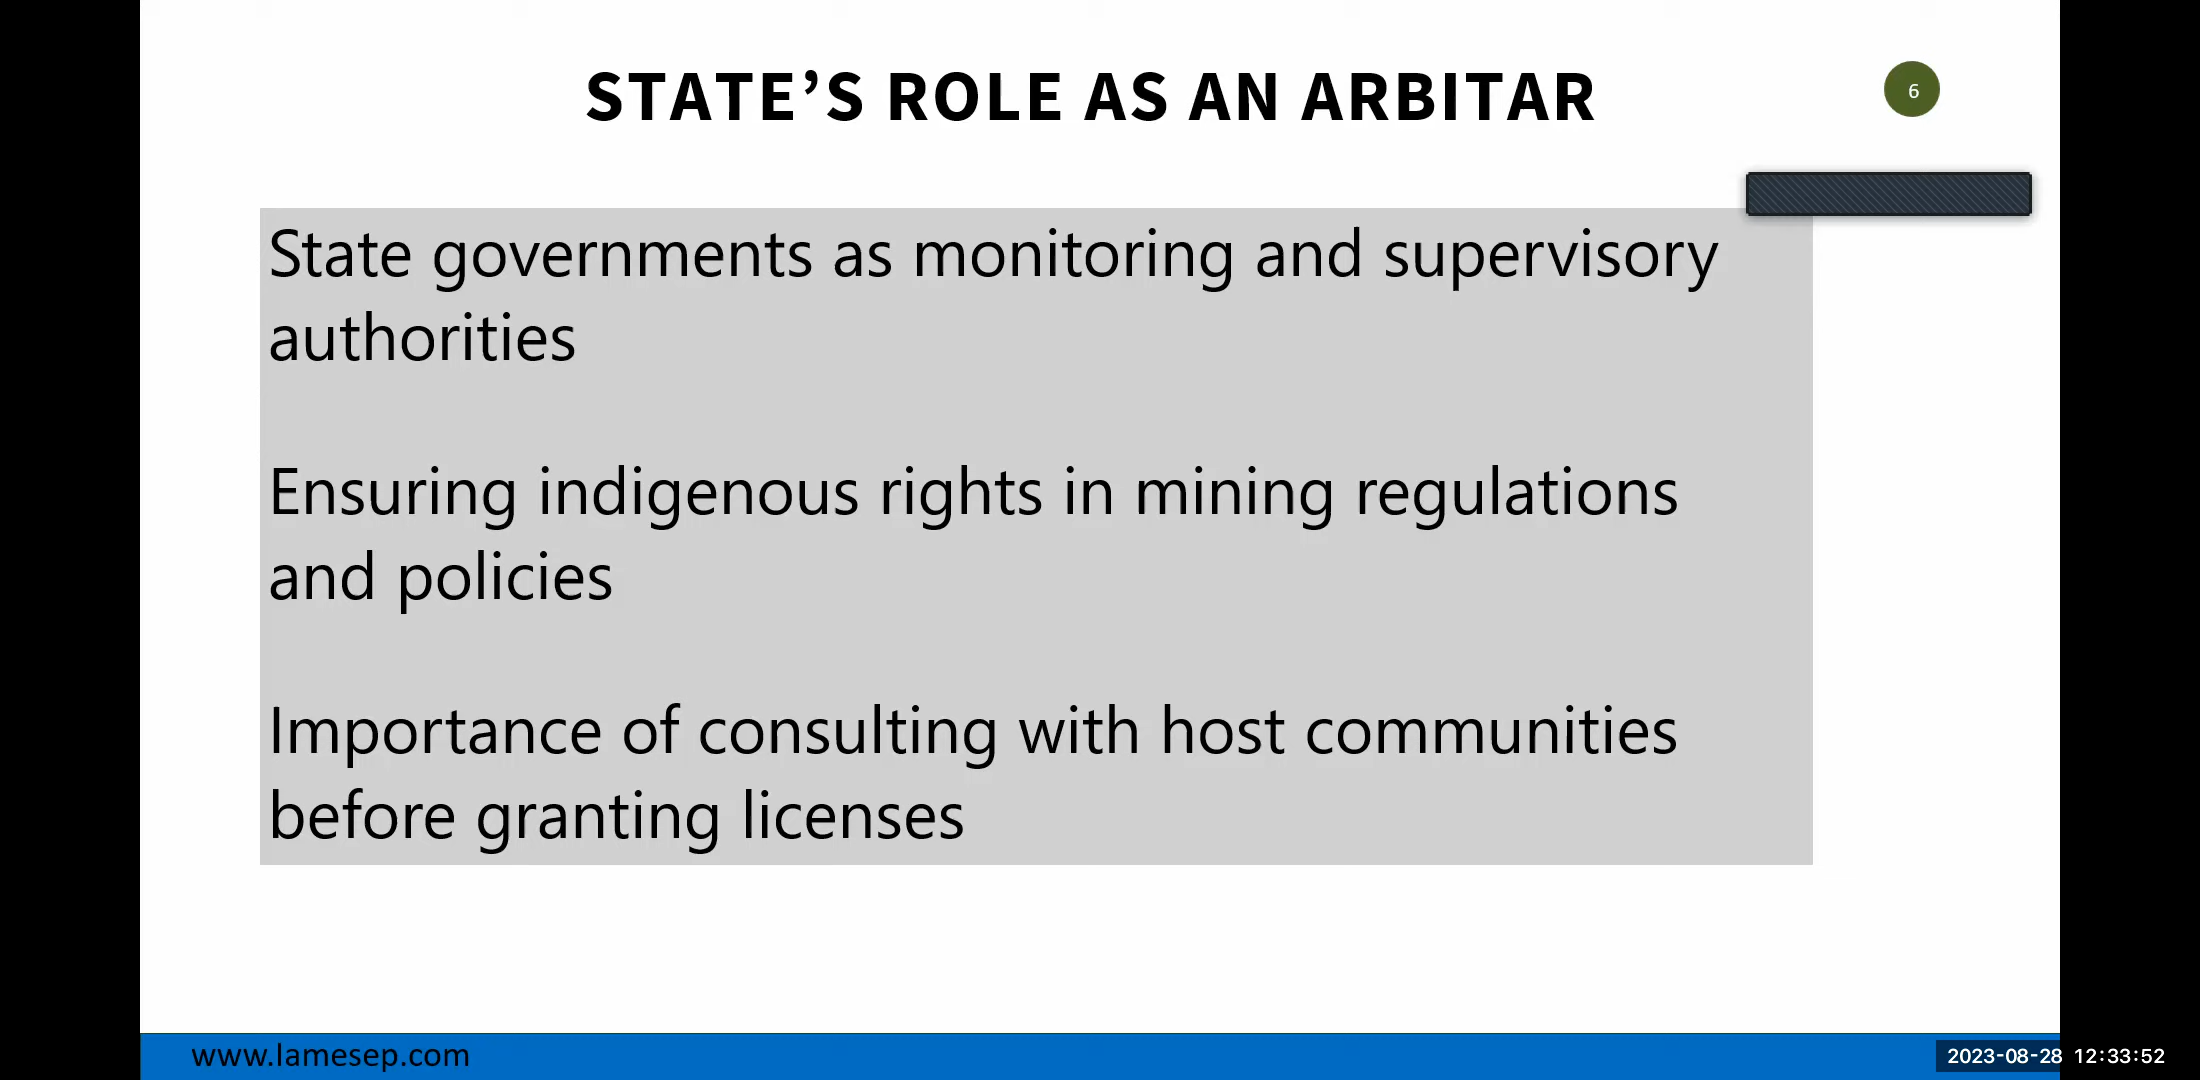 STATE’S ROLE AS AN ARBITAR
6
State governments as monitoring and supervisory
authorities
Ensuring indigenous rights in mining regulations
and policies
Importance of consulting with host communities
before granting licenses
www.lamesep.com
2023-08-28 12:33:52